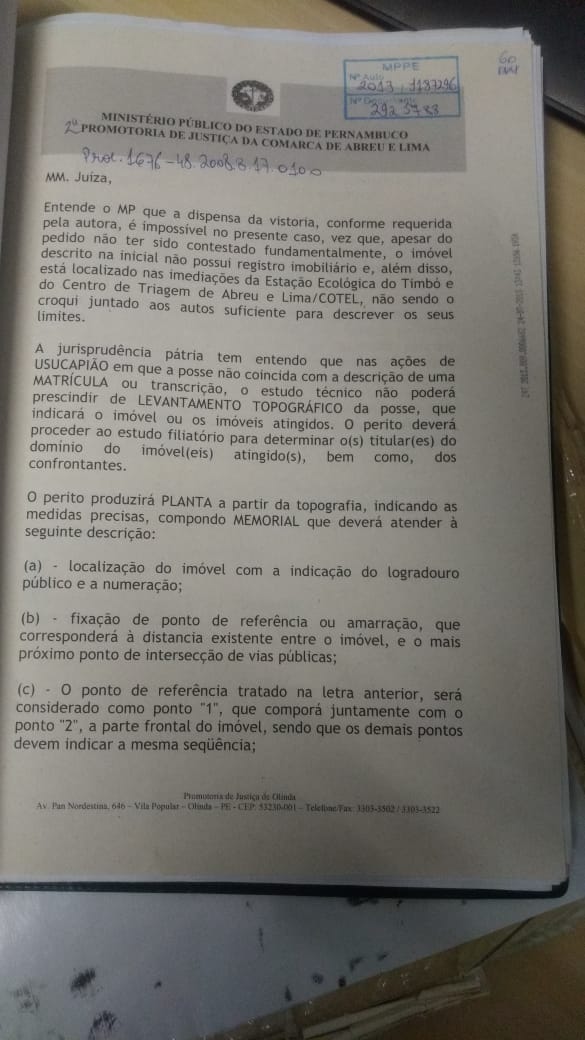 60
MPPE
Nº Auto
2013 / 1187296
Nº Documento
2923788
MINISTÉRIO PÚBLICO DO ESTADO DE PERNAMBUCO
2ª PROMOTORIA DE JUSTIÇA DA COMARCA DE ABREU E LIMA
Proc. 1676-48.2008.8.17.0100
MM. Juíza,
Entende o MP que a dispensa da vistoria, conforme requerida
pela autora, é impossível no presente caso, vez que, apesar do
pedido não ter sido contestado fundamentalmente, o imóvel
descrito na inicial não possui registro imobiliário e, além disso,
está localizado nas imediações da Estação Ecológica do Timbó e
do Centro de Triagem de Abreu e Lima/COTEL, não sendo o
croqui juntado aos autos suficiente para descrever os seus
limites.
A jurisprudência pátria tem entendo que nas ações de
USUCAPIÃO em que a posse não coincida com a descrição de uma
MATRÍCULA ou transcrição, o estudo técnico não poderá
prescindir de LEVANTAMENTO TOPOGRÁFICO da posse, que
indicará o imóvel ou os imóveis atingidos. O perito deverá
proceder ao estudo filiatório para determinar o(s) titular(es) do
domínio do imóvel(eis) atingido(s), bem como, dos
confrontantes.
O perito produzirá PLANTA a partir da topografia, indicando as
medidas precisas, compondo MEMORIAL que deverá atender à
seguinte descrição:
(a) - localização do imóvel com a indicação do logradouro
público e a numeração;
(b) - fixação de ponto de referência ou amarração, que
corresponderá à distancia existente entre o imóvel, e o mais
próximo ponto de intersecção de vias públicas;
(c) - O ponto de referência tratado na letra anterior, será
considerado como ponto "1", que comporá juntamente com o
ponto "2", a parte frontal do imóvel, sendo que os demais pontos
devem indicar a mesma seqüência;
Promotoria de Justiça de Olinda
Av. Pan Nordestina, 646 – Vila Popular – Olinda – PE - CEP: 53230-001 – Telefone/Fax: 3303-3502 / 3303-3522